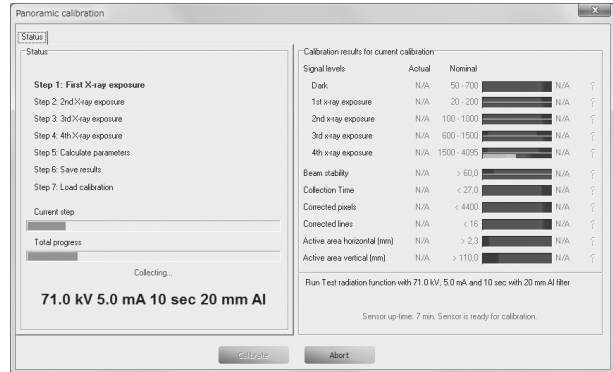 Panoramic calibration
x
Status
Status
Step 1: First X-ray exposure
Step 2: 2nd X-ray exposure
Step 3: 3rd X-ray exposure
Step 4: 4th X-ray exposure
Step 5: Calculate parameters
Step 6: Save results
Step 7: Load calibration
Current step
Total progress
Collecting...
71.0 kV 5.0 mA 10 sec 20 mm Al
Calibration results for current calibration
Signal levels Actual Nominal
Dark N/A 50 - 700 N/A ?
1st x-ray exposure N/A 20 - 200 N/A ?
2nd x-ray exposure N/A 100 - 1000 N/A ?
3rd x-ray exposure N/A 600 - 1500 N/A ?
4th x-ray exposure N/A 1500 - 4095 N/A ?
Beam stability N/A > 60,0 N/A ?
Collection Time N/A < 27,0 N/A ?
Corrected pixels N/A < 4400 N/A ?
Corrected lines N/A < 16 N/A ?
Active area horizontal (mm) N/A > 2,3 N/A ?
Active area vertical (mm) N/A > 110,0 N/A ?
Run Test radiation function with 71.0 kV, 5.0 mA and 10 sec with 20 mm Al filter
Sensor up-time: 7 min. Sensor is ready for calibration.
Calibrate Abort